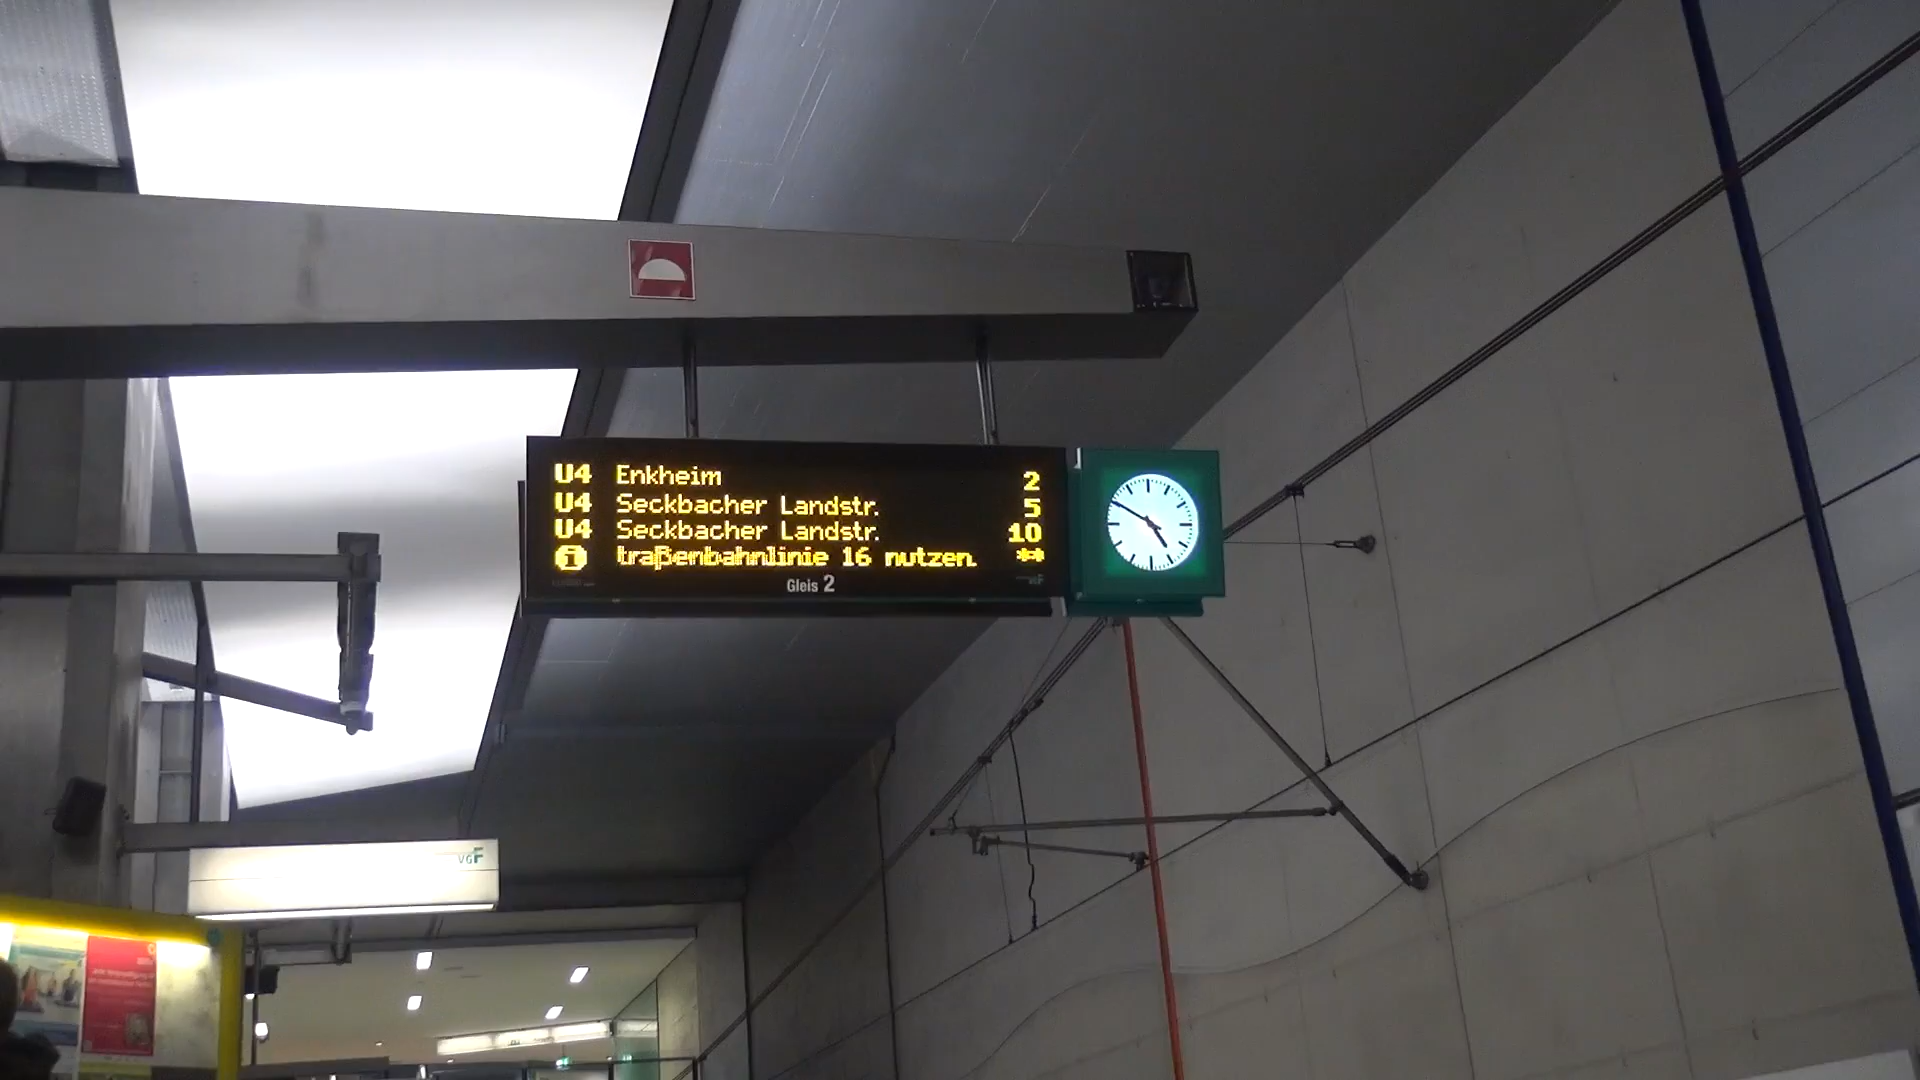 U4 Enkheim 2
U4 Seckbacher Landstr. 5
U4 Seckbacher Landstr. 10
i traßenbahnlinie 16 nutzen. **
Gleis 2
VGF